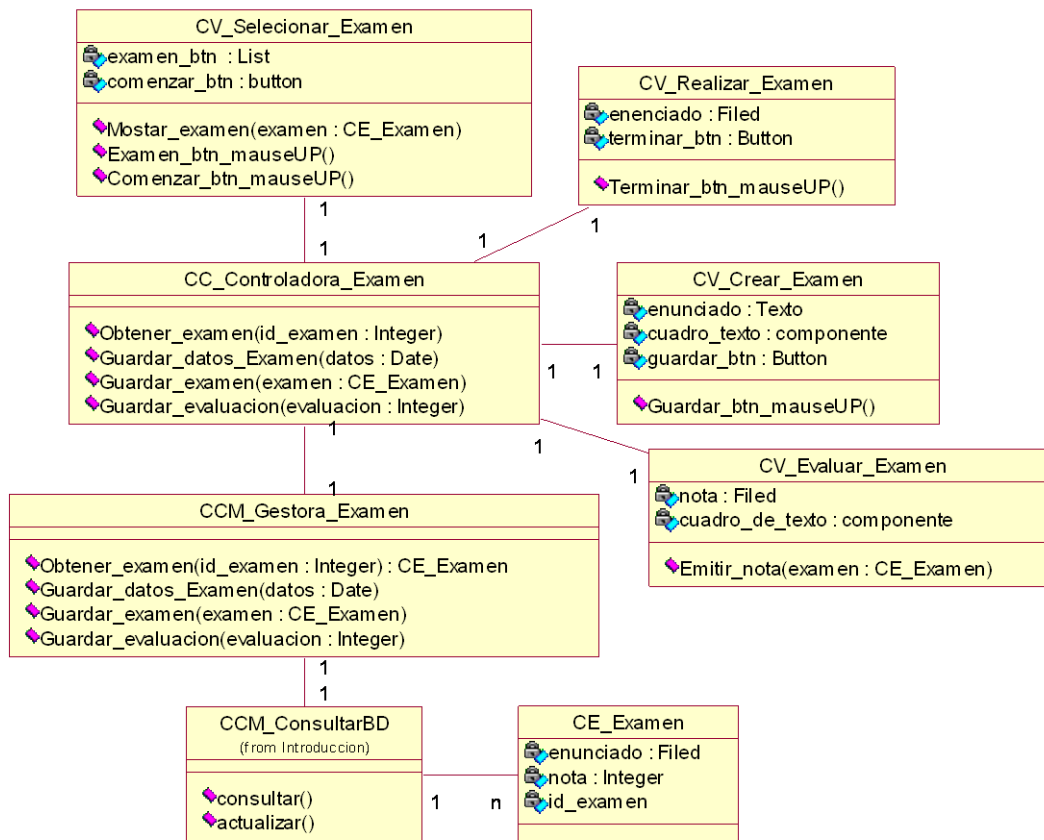 CV_Selecionar_Examen
examen_btn : List
comenzar_btn : button
Mostar_examen(examen : CE_Examen)
Examen_btn_mauseUP()
Comenzar_btn_mauseUP()
CV_Realizar_Examen
enenciado : Filed
terminar_btn : Button
Terminar_btn_mauseUP()
1
1
1
1
CC_Controladora_Examen
Obtener_examen(id_examen : Integer)
Guardar_datos_Examen(datos : Date)
Guardar_examen(examen : CE_Examen)
Guardar_evaluacion(evaluacion : Integer)
CV_Crear_Examen
enunciado : Texto
cuadro_texto : componente
guardar_btn : Button
Guardar_btn_mauseUP()
1
1
1
1
1
1
CV_Evaluar_Examen
nota : Filed
cuadro_de_texto : componente
Emitir_nota(examen : CE_Examen)
CCM_Gestora_Examen
Obtener_examen(id_examen : Integer) : CE_Examen
Guardar_datos_Examen(datos : Date)
Guardar_examen(examen : CE_Examen)
Guardar_evaluacion(evaluacion : Integer)
1
1
CCM_ConsultarBD
(from Introduccion)
consultar()
actualizar()
1
n
CE_Examen
enunciado : Filed
nota : Integer
id_examen